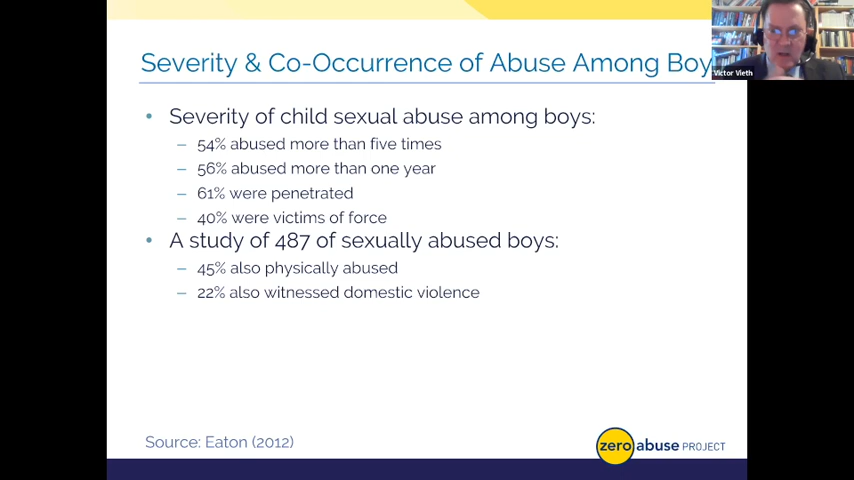 Severity & Co-Occurrence of Abuse Among Boy
Victor Vieth
• Severity of child sexual abuse among boys:
– 54% abused more than five times
– 56% abused more than one year
– 61% were penetrated
– 40% were victims of force
• A study of 487 of sexually abused boys:
– 45% also physically abused
– 22% also witnessed domestic violence
Source: Eaton (2012)
zero abuse PROJECT